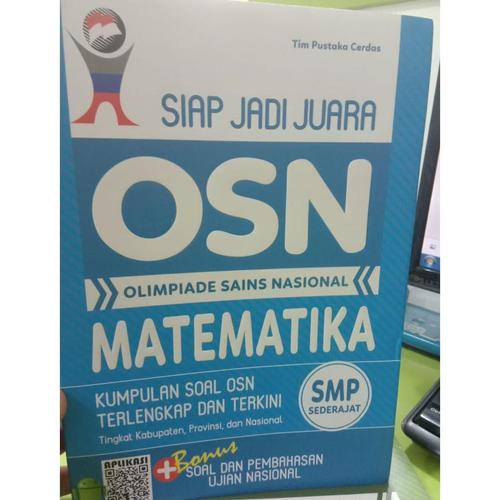 Tim Pustaka Cerdas
SIAP JADI JUARA
OSN
OLIMPIADE SAINS NASIONAL
MATEMATIKA
KUMPULAN SOAL OSN
TERLENGKAP DAN TERKINI
Tingkat Kabupaten, Provinsi, dan Nasional
SMP
SEDERAJAT
APLIKASI
+Bonus
SOAL DAN PEMBAHASAN
UJIAN NASIONAL